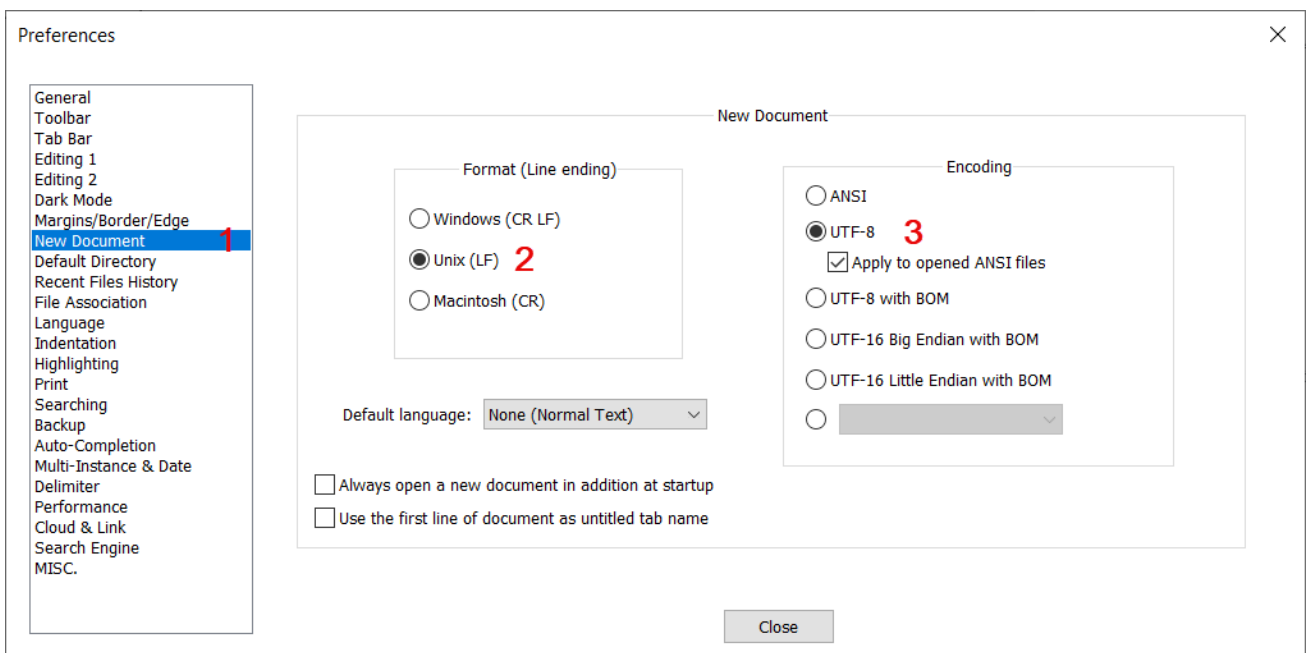 Preferences
General
Toolbar
Tab Bar
Editing 1
Editing 2
Dark Mode
Margins/Border/Edge
New Document 1
Default Directory
Recent Files History
File Association
Language
Indentation
Highlighting
Print
Searching
Backup
Auto-Completion
Multi-Instance & Date
Delimiter
Performance
Cloud & Link
Search Engine
MISC.
New Document
Format (Line ending)
Windows (CR LF)
Unix (LF) 2
Macintosh (CR)
Encoding
ANSI
UTF-8 3
Apply to opened ANSI files
UTF-8 with BOM
UTF-16 Big Endian with BOM
UTF-16 Little Endian with BOM
Default language: None (Normal Text)
Always open a new document in addition at startup
Use the first line of document as untitled tab name
Close